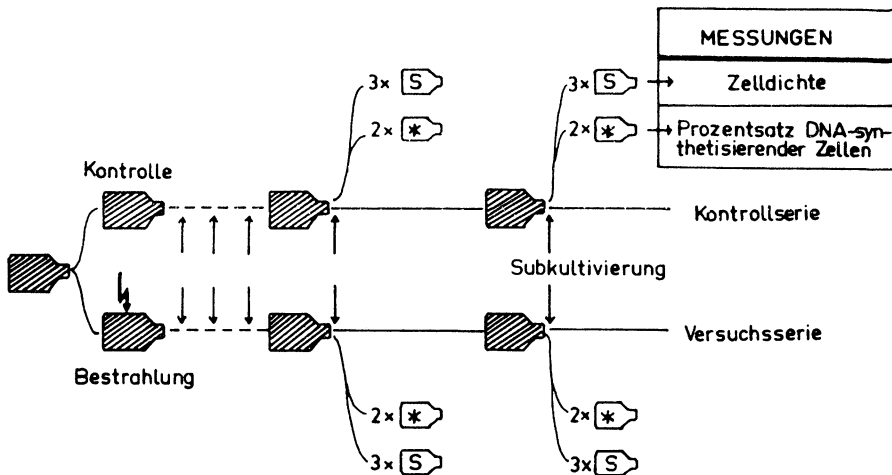 MESSUNGEN
3× S
3× S
Zelldichte
2× *
2× *
Prozentsatz DNA-syn-
thetisierender Zellen
Kontrolle
Kontrollserie
Subkultivierung
Versuchsserie
Bestrahlung
2× *
2× *
3× S
3× S